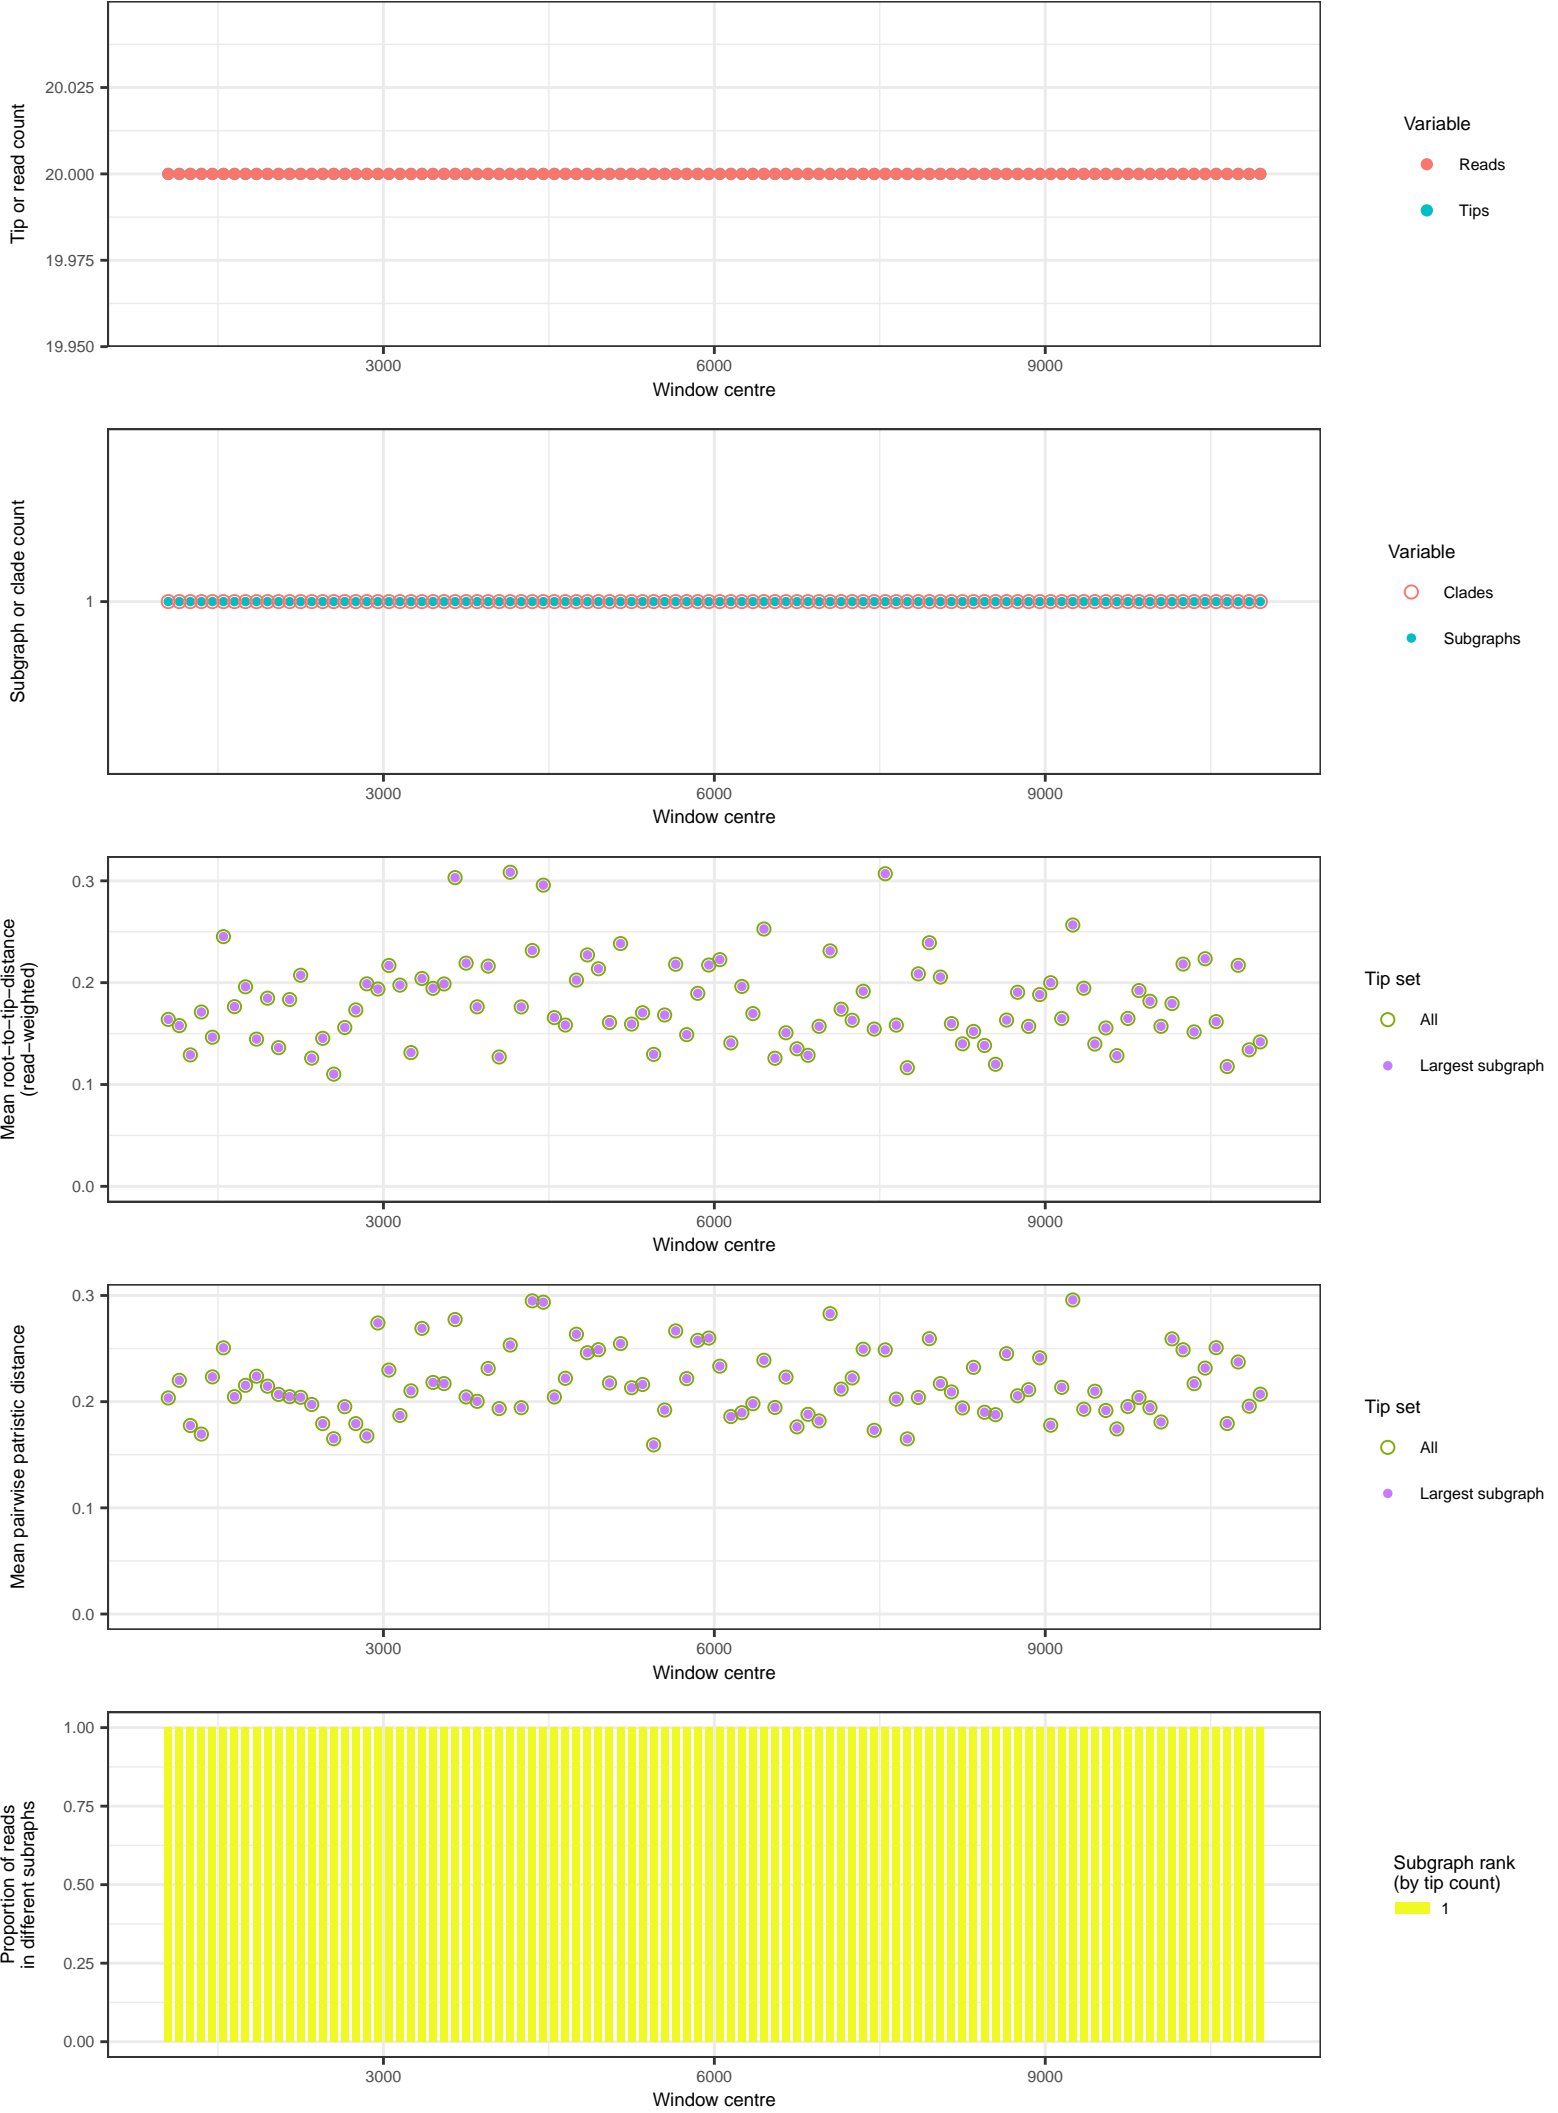 20.025
20.000
19.975
19.950
Tip or read count
3000
6000
9000
Window centre
Variable
Reads
Tips
1
Subgraph or clade count
3000
6000
9000
Window centre
Variable
Clades
Subgraphs
0.3
0.2
0.1
0.0
Mean root−to−tip−distance
(read−weighted)
3000
6000
9000
Window centre
Tip set
All
Largest subgraph
0.3
0.2
0.1
0.0
Mean pairwise patristic distance
3000
6000
9000
Window centre
Tip set
All
Largest subgraph
1.00
0.75
0.50
0.25
0.00
Proportion of reads
in different subraphs
3000
6000
9000
Window centre
Subgraph rank
(by tip count)
1